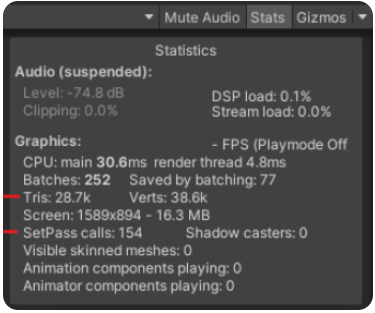 Mute Audio Stats Gizmos
Statistics
Audio (suspended):
Level: -74.8 dB DSP load: 0.1%
Clipping: 0.0% Stream load: 0.0%
Graphics: - FPS (Playmode Off
CPU: main 30.6ms render thread 4.8ms
Batches: 252 Saved by batching: 77
Tris: 28.7k Verts: 38.6k
Screen: 1589x894 - 16.3 MB
SetPass calls: 154 Shadow casters: 0
Visible skinned meshes: 0
Animation components playing: 0
Animator components playing: 0